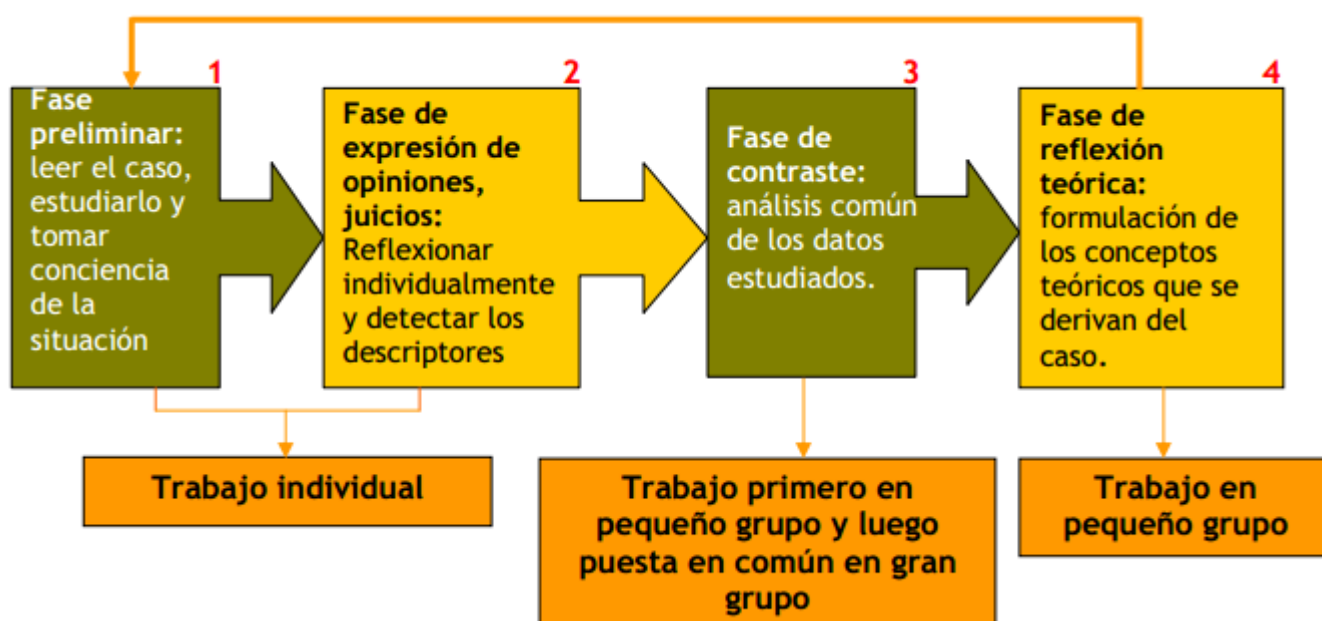 1
Fase
preliminar:
leer el caso,
estudiarlo y
tomar
conciencia
de la
situación
2
Fase de
expresión de
opiniones,
juicios:
Reflexionar
individualmente
y detectar los
descriptores
3
Fase de
contraste:
análisis común
de los datos
estudiados.
4
Fase de
reflexión
teórica:
formulación de
los conceptos
teóricos que se
derivan del
caso.
Trabajo individual
Trabajo primero en
pequeño grupo y luego
puesta en común en gran
grupo
Trabajo en
pequeño grupo